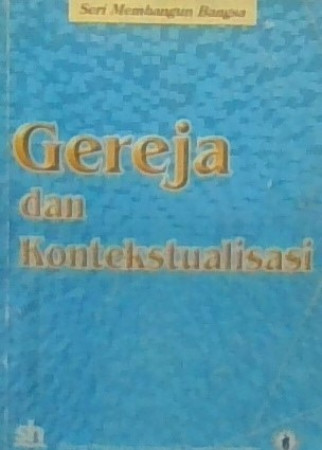 Seri Membangun Bangsa
Gereja
dan
Kontekstualisasi